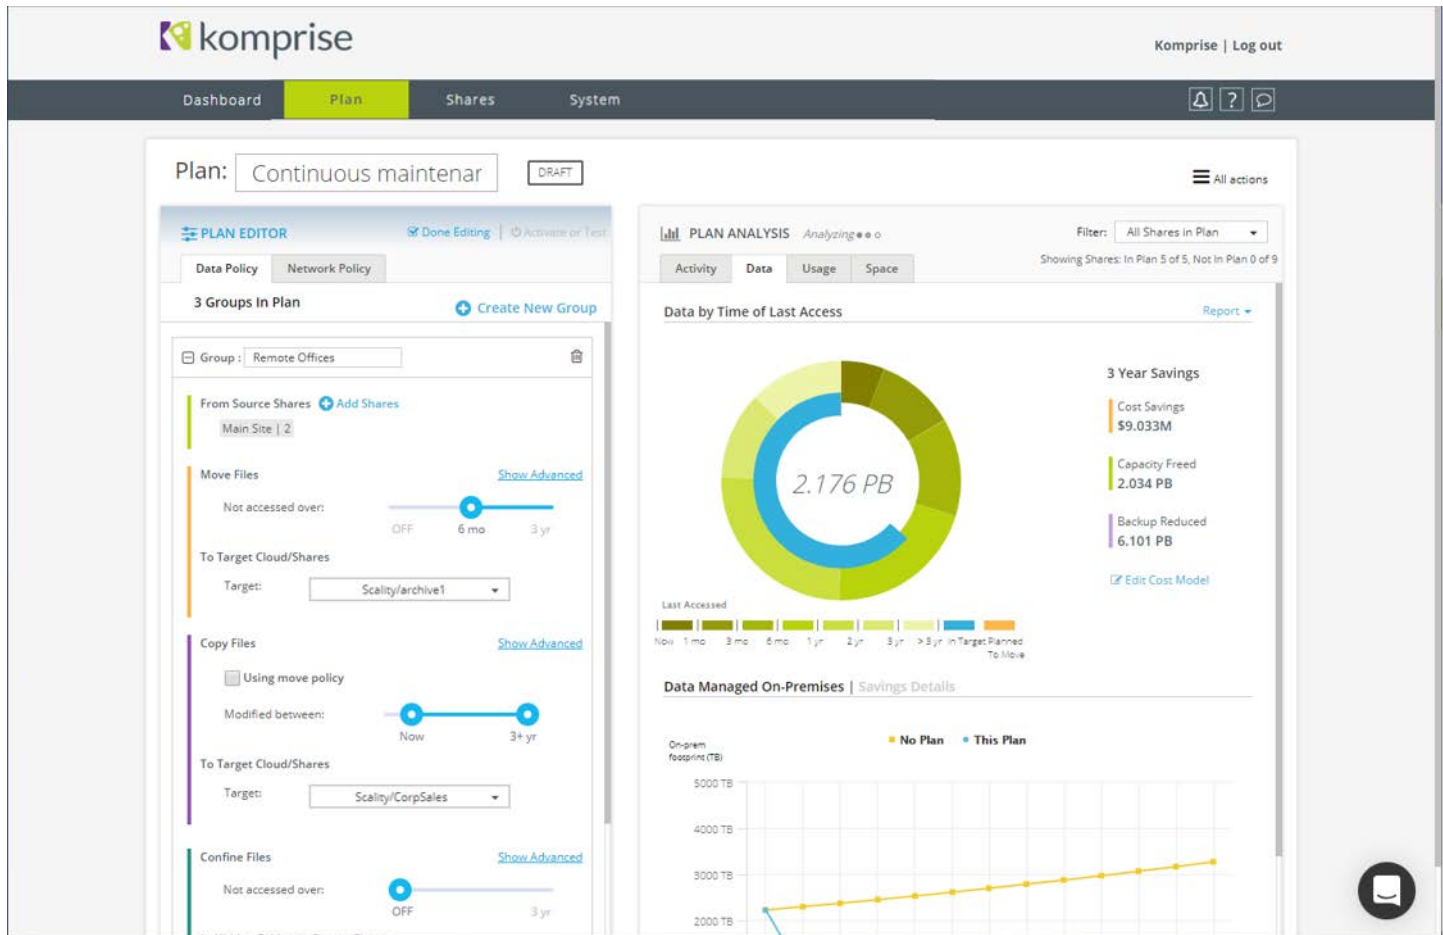 komprise
Komprise | Log out
Dashboard Plan Shares System
?
Plan: Continuous maintenar DRAFT
All actions
PLAN EDITOR Done Editing | Activate or Test
Data Policy Network Policy
3 Groups In Plan
Create New Group
Group : Remote Offices
From Source Shares Add Shares
Main Site | 2
Move Files Show Advanced
Not accessed over:
OFF 6 mo 3 yr
To Target Cloud/Shares
Target: Scality/archive1
Copy Files Show Advanced
Using move policy
Modified between:
Now 3+ yr
To Target Cloud/Shares
Target: Scality/CorpSales
Confine Files Show Advanced
Not accessed over:
OFF 3 yr
PLAN ANALYSIS Analyzing
Filter: All Shares in Plan
Showing Shares: In Plan 5 of 5, Not In Plan 0 of 9
Activity Data Usage Space
Data by Time of Last Access Report
2.176 PB
3 Year Savings
Cost Savings
$9.033M
Capacity Freed
2.034 PB
Backup Reduced
6.101 PB
Edit Cost Model
Last Accessed
Now 1 mo 3 mo 6 mo 1 yr 2 yr 3 yr > 3 yr In Target Planned
To Move
Data Managed On-Premises | Savings Details
On-prem
footprint (TB)
No Plan This Plan
5000 TB
4000 TB
3000 TB
2000 TB